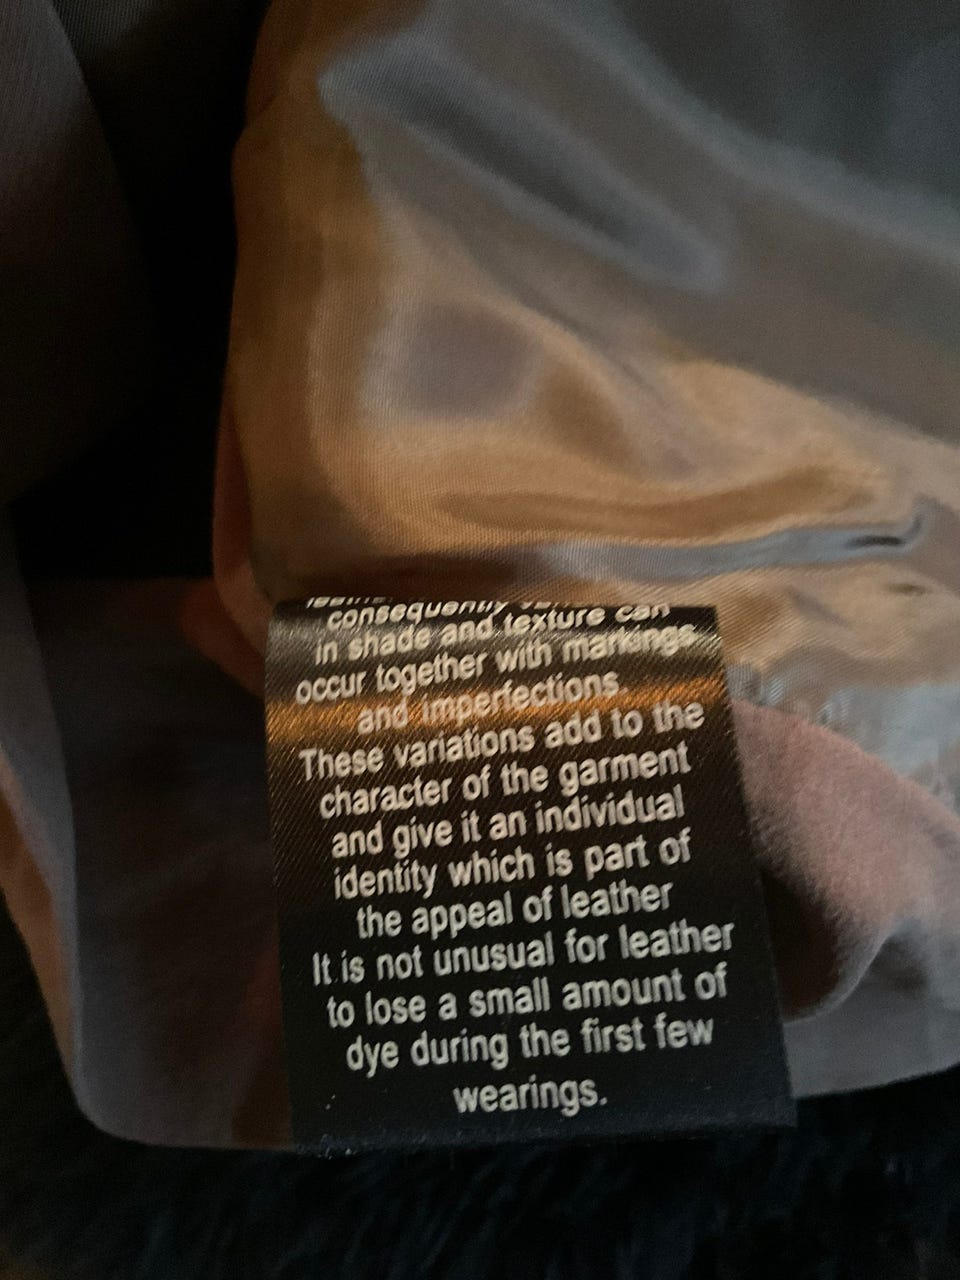 consequently
in shade and texture can
occur together with markings
and imperfections.
These variations add to the
character of the garment
and give it an individual
identity which is part of
the appeal of leather
It is not unusual for leather
to lose a small amount of
dye during the first few
wearings.